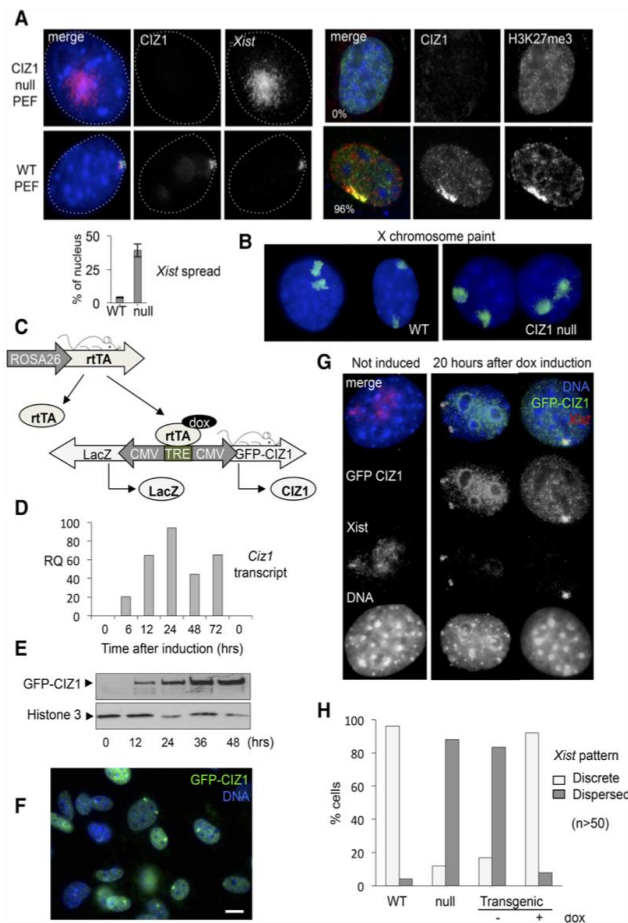 A
merge
CIZ1
Xist
CIZ1
null
PEF
WT
PEF
CIZ1
H3K27me3
0%
96%
50
25
0
% of nucleus
WT null
Xist spread
B
X chromosome paint
WT
CIZ1 null
C
ROSA26
rtTA
rtTA
dox
rtTA
LacZ
CMV
TRE
CMV
GFP-CIZ1
LacZ
CIZ1
D
100
80
RQ 60
40
20
0
Ciz1
transcript
0 6 12 24 48 72 0
Time after induction (hrs)
E
GFP-CIZ1
Histone 3
0 12 24 36 48 (hrs)
F
GFP-CIZ1
DNA
G
Not induced
20 hours after dox induction
merge
DNA
GFP-CIZ1
Xist
GFP CIZ1
Xist
DNA
H
100
80
60
40
20
0
% cells
Xist pattern
Discrete
Dispersed
(n>50)
WT null Transgenic
- + dox